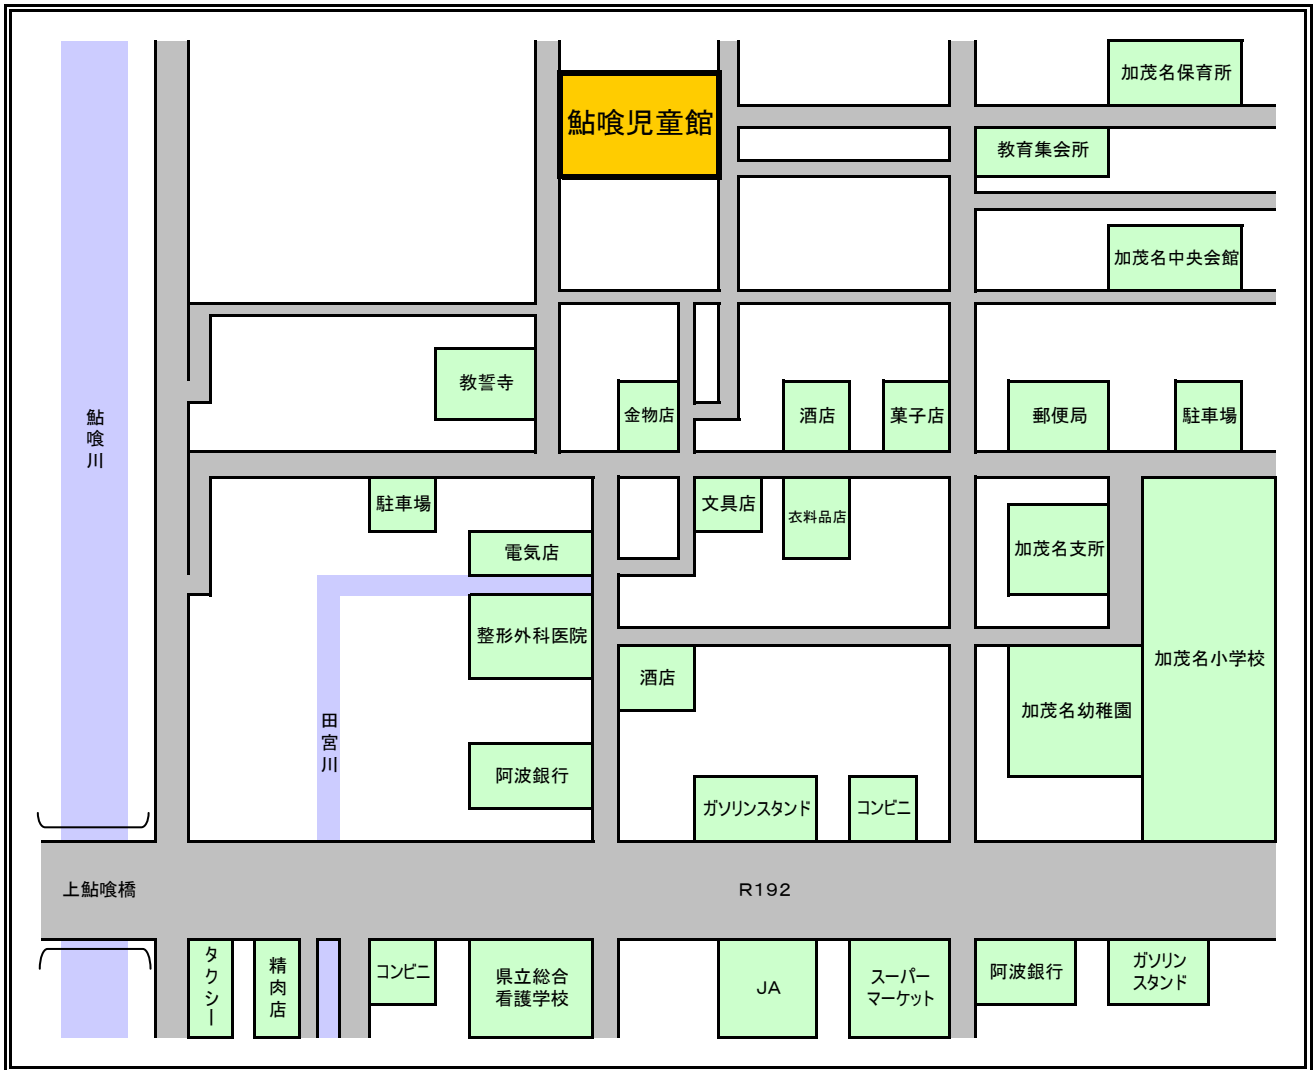 加茂名保育所
鮎喰児童館
教育集会所
加茂名中央会館
教誓寺
金物店
酒店
菓子店
郵便局
駐車場
鮎喰川
駐車場
文具店
衣料品店
電気店
加茂名支所
整形外科医院
加茂名小学校
酒店
加茂名幼稚園
田宮川
阿波銀行
ガソリンスタンド
コンビニ
上鮎喰橋
R192
タクシー
精肉店
コンビニ
県立総合
看護学校
JA
スーパー
マーケット
阿波銀行
ガソリン
スタンド